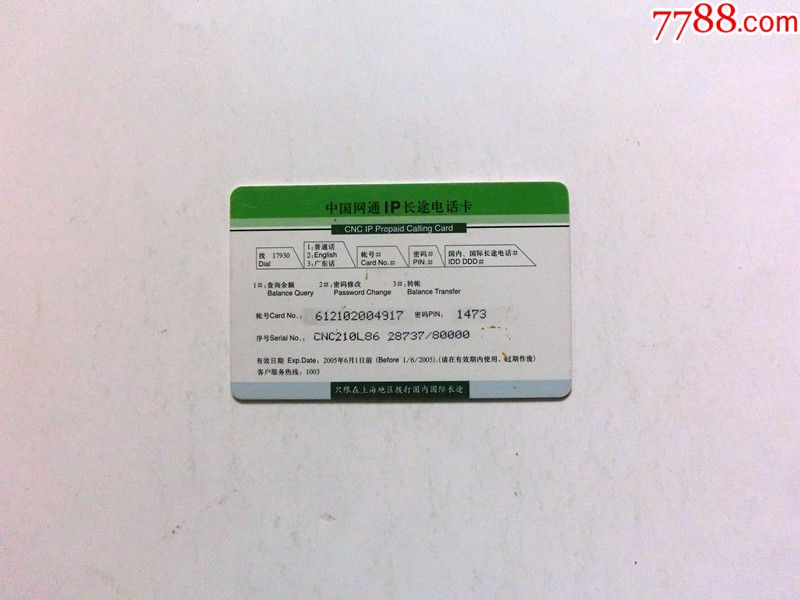 7788.com
中国网通IP长途电话卡
CNC IP Prepaid Calling Card
拨 17930 1:普通话 帐号# 密码# 国内、国际长途电话#
Dial 2:English Card No.# PIN.# IDD DDD#
3:广东话
1#:查询余额 2#:密码修改 3#:转帐
Balance Query Password Change Balance Transfer
帐号Card No.: 612102004917 密码PIN: 1473
序号Serial No.: CNC210L86 28737/80000
有效日期 Exp.Date: 2005年6月1日前 (Before 1/6/2005).(请在有效期内使用,过期作废)
客户服务热线: 1003
只限在上海地区拨打国内国际长途